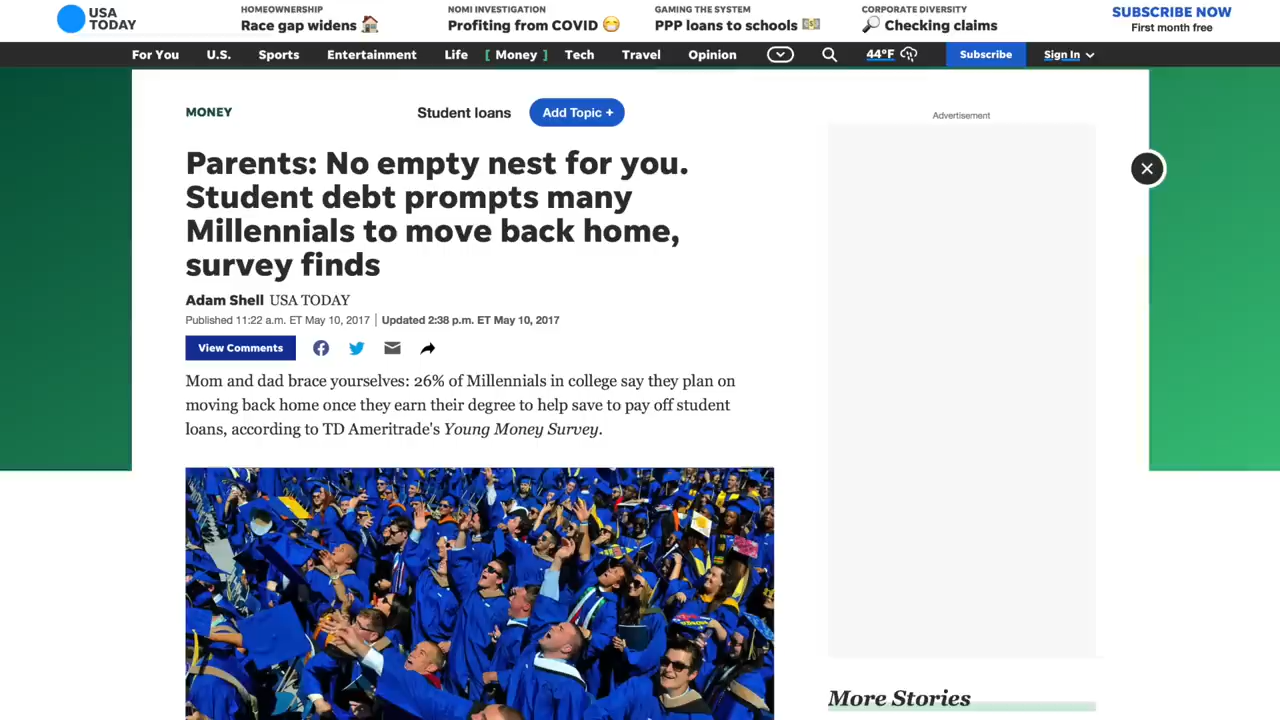 USA
TODAY
HOMEOWNERSHIP
Race gap widens
NOMI INVESTIGATION
Profiting from COVID
GAMING THE SYSTEM
PPP loans to schools
CORPORATE DIVERSITY
Checking claims
SUBSCRIBE NOW
First month free
For You U.S. Sports Entertainment Life [ Money ] Tech Travel Opinion 44°F Subscribe Sign In
MONEY
Student loans Add Topic +
Advertisement
Parents: No empty nest for you.
Student debt prompts many
Millennials to move back home,
survey finds
Adam Shell USA TODAY
Published 11:22 a.m. ET May 10, 2017 | Updated 2:38 p.m. ET May 10, 2017
View Comments
Mom and dad brace yourselves: 26% of Millennials in college say they plan on
moving back home once they earn their degree to help save to pay off student
loans, according to TD Ameritrade's Young Money Survey.
More Stories